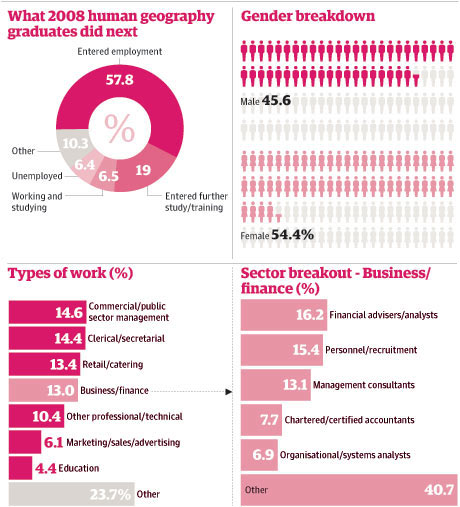 What 2008 human geography
graduates did next
Entered employment
57.8
%
10.3
6.4
6.5
19
Other
Unemployed
Working and
studying
Entered further
study/training
Gender breakdown
Male 45.6
Female 54.4%
Types of work (%)
14.6 Commercial/public
sector management
14.4 Clerical/secretarial
13.4 Retail/catering
13.0 Business/finance
10.4 Other professional/technical
6.1 Marketing/sales/advertising
4.4 Education
23.7% Other
Sector breakout - Business/
finance (%)
16.2 Financial advisers/analysts
15.4 Personnel/recruitment
13.1 Management consultants
7.7 Chartered/certified accountants
6.9 Organisational/systems analysts
Other 40.7